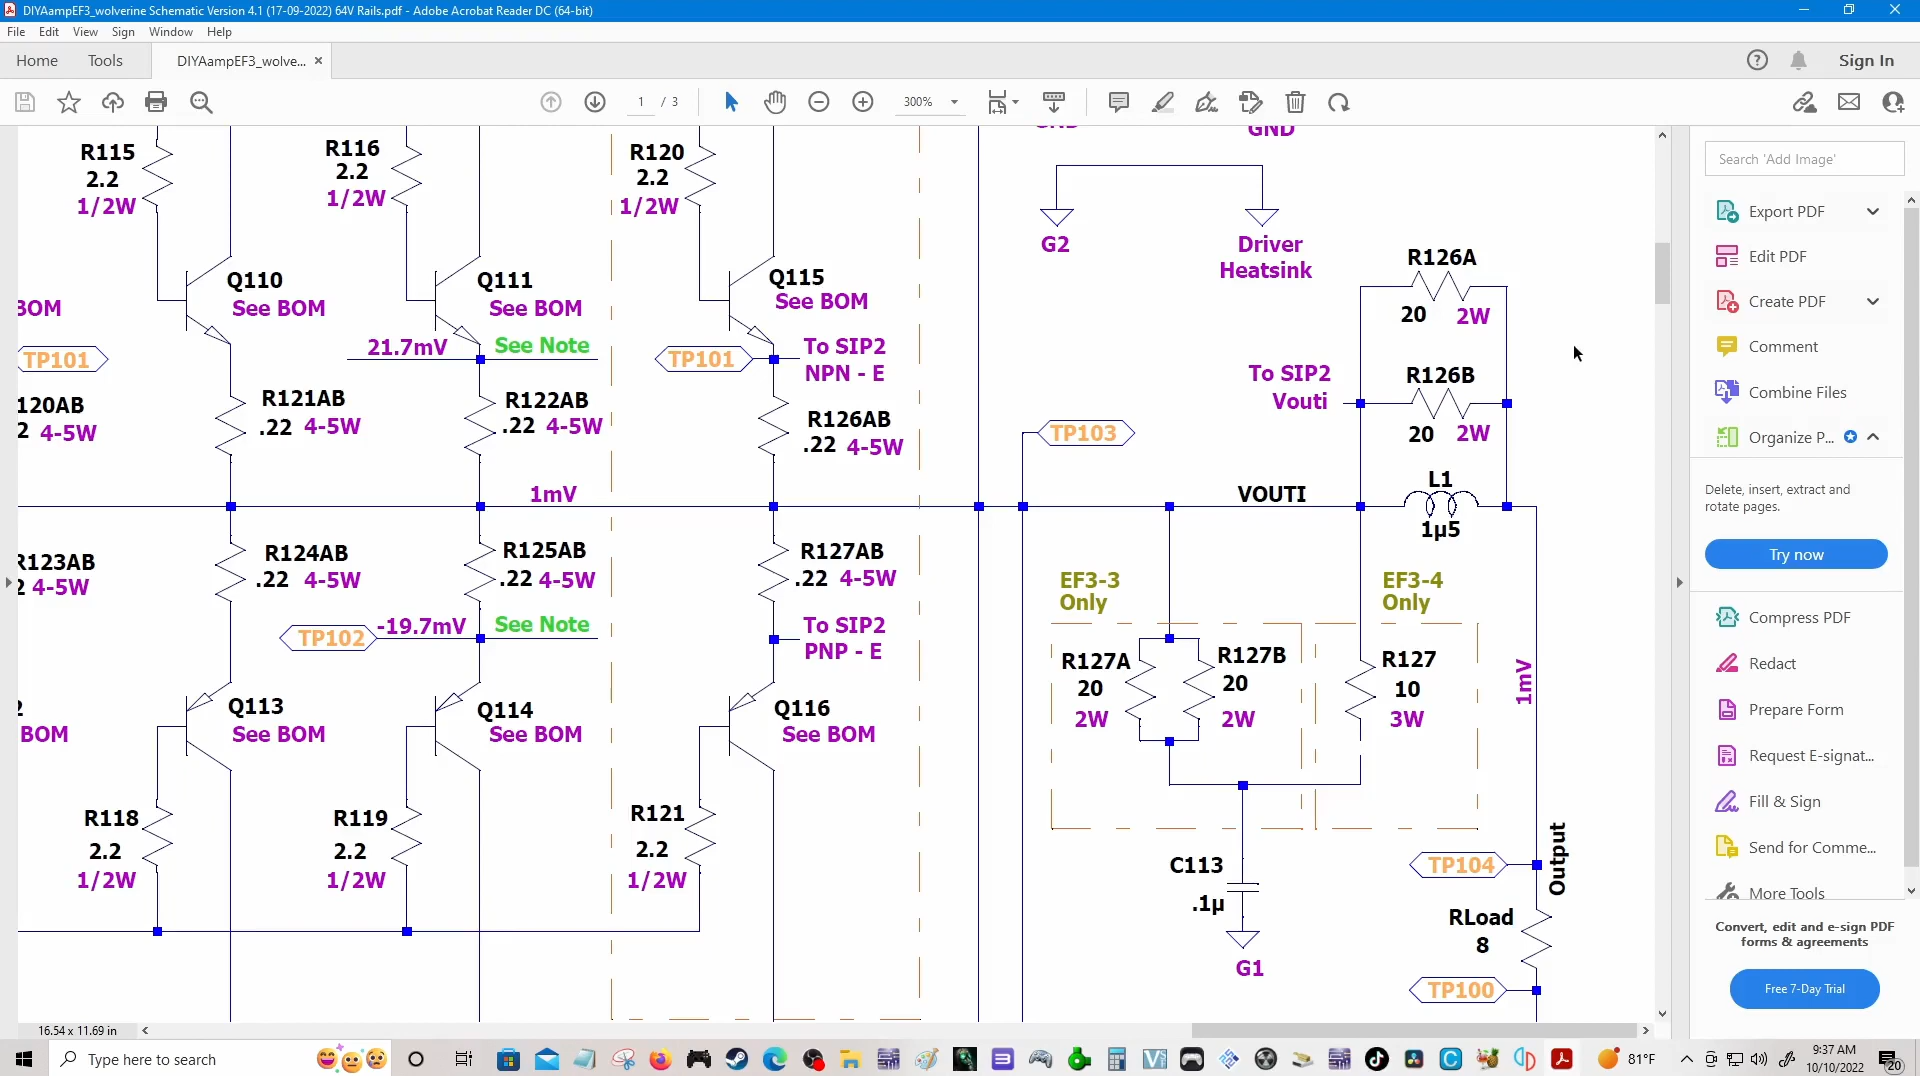 DIYAampEF3_wolverine Schematic Version 4.1 (17-09-2022) 64V Rails.pdf - Adobe Acrobat Reader DC (64-bit)
File Edit View Sign Window Help
Home Tools DIYAampEF3_wolve... × Sign In
1 / 3 300%
GND
R115
2.2
1/2W
R116
2.2
1/2W
R120
2.2
1/2W
G2
Driver
Heatsink
Q110
See BOM
Q111
See BOM
Q115
See BOM
BOM
TP101
21.7mV
See Note
TP101
To SIP2
NPN - E
R126A
20 2W
To SIP2
Vouti
R126B
20 2W
120AB
2 4-5W
R121AB
.22 4-5W
R122AB
.22 4-5W
R126AB
.22 4-5W
TP103
1mV
VOUTI
L1
1µ5
R123AB
2 4-5W
R124AB
.22 4-5W
R125AB
.22 4-5W
R127AB
.22 4-5W
EF3-3
Only
EF3-4
Only
TP102
-19.7mV
See Note
To SIP2
PNP - E
R127A
20
2W
R127B
20
2W
R127
10
3W
1mV
2
BOM
Q113
See BOM
Q114
See BOM
Q116
See BOM
R118
2.2
1/2W
R119
2.2
1/2W
R121
2.2
1/2W
C113
.1µ
G1
TP104
Output
RLoad
8
TP100
16.54 x 11.69 in
Search 'Add Image'
Export PDF
Edit PDF
Create PDF
Comment
Combine Files
Organize P...
Delete, insert, extract and
rotate pages.
Try now
Compress PDF
Redact
Prepare Form
Request E-signat...
Fill & Sign
Send for Comme...
More Tools
Convert, edit and e-sign PDF
forms & agreements
Free 7-Day Trial
Type here to search
81°F
9:37 AM
10/10/2022
20